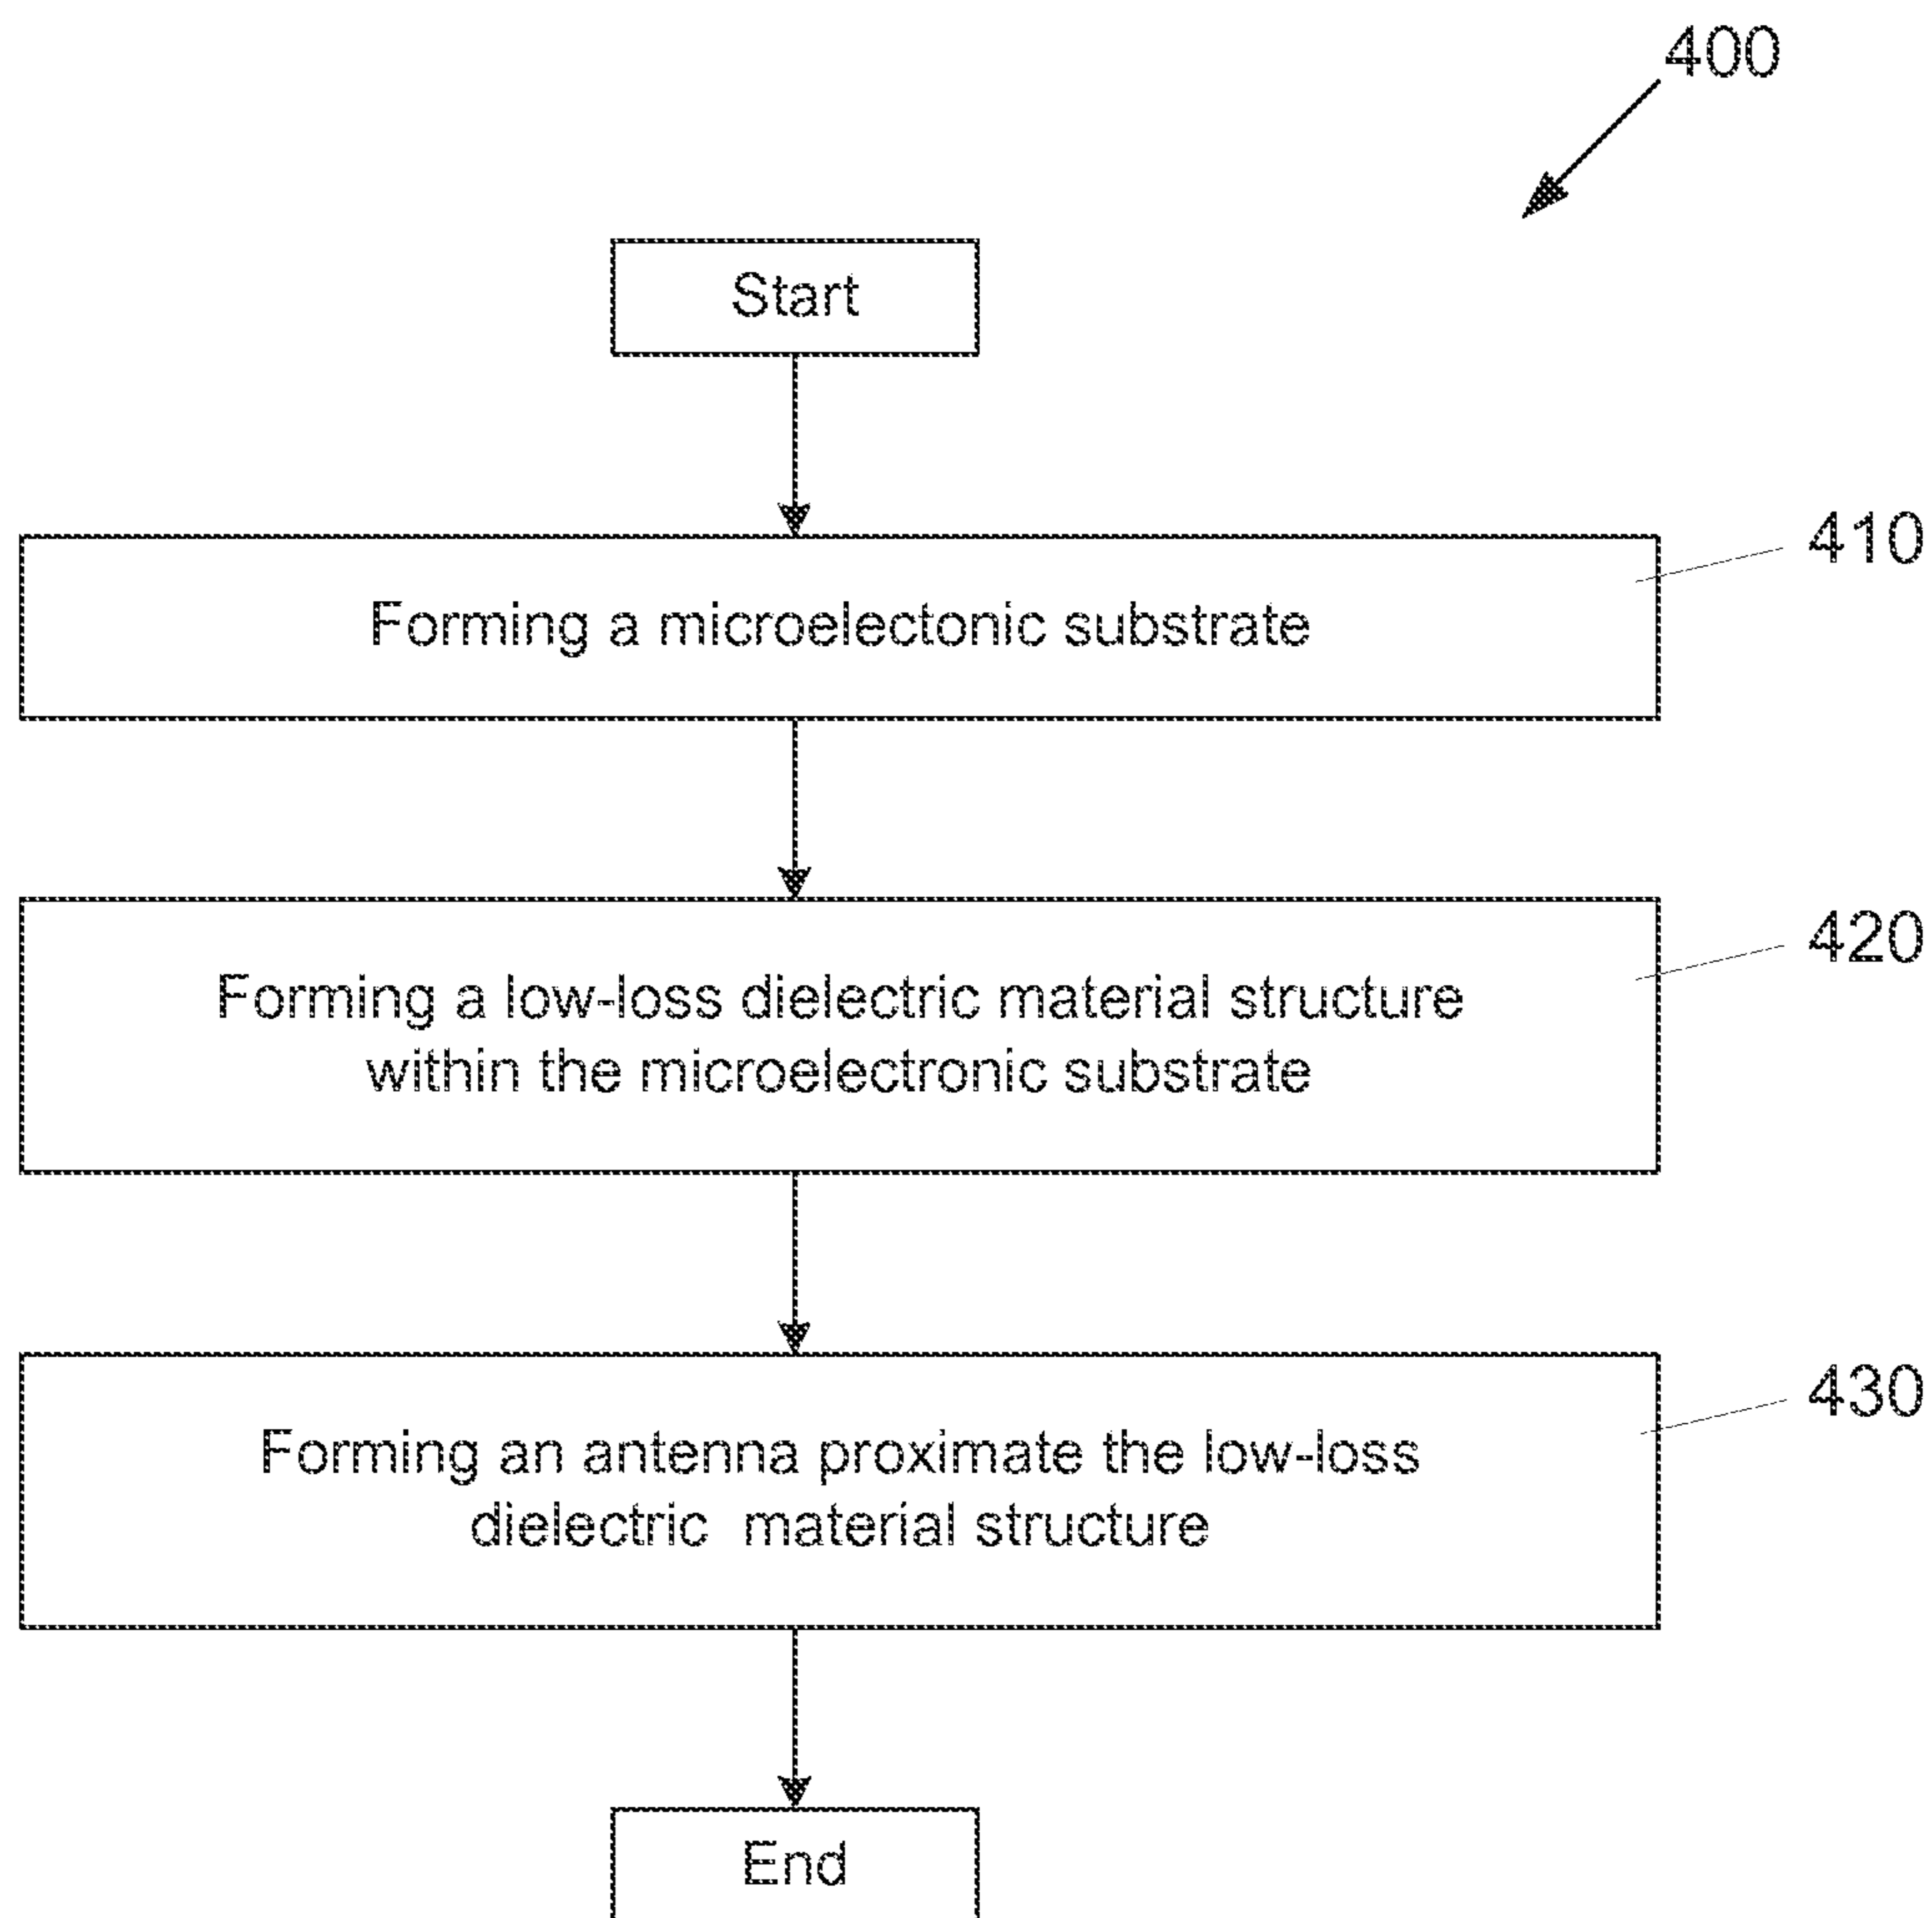 400
Start
410
Forming a microelectonic substrate
420
Forming a low-loss dielectric material structure
within the microelectronic substrate
430
Forming an antenna proximate the low-loss
dielectric material structure
End